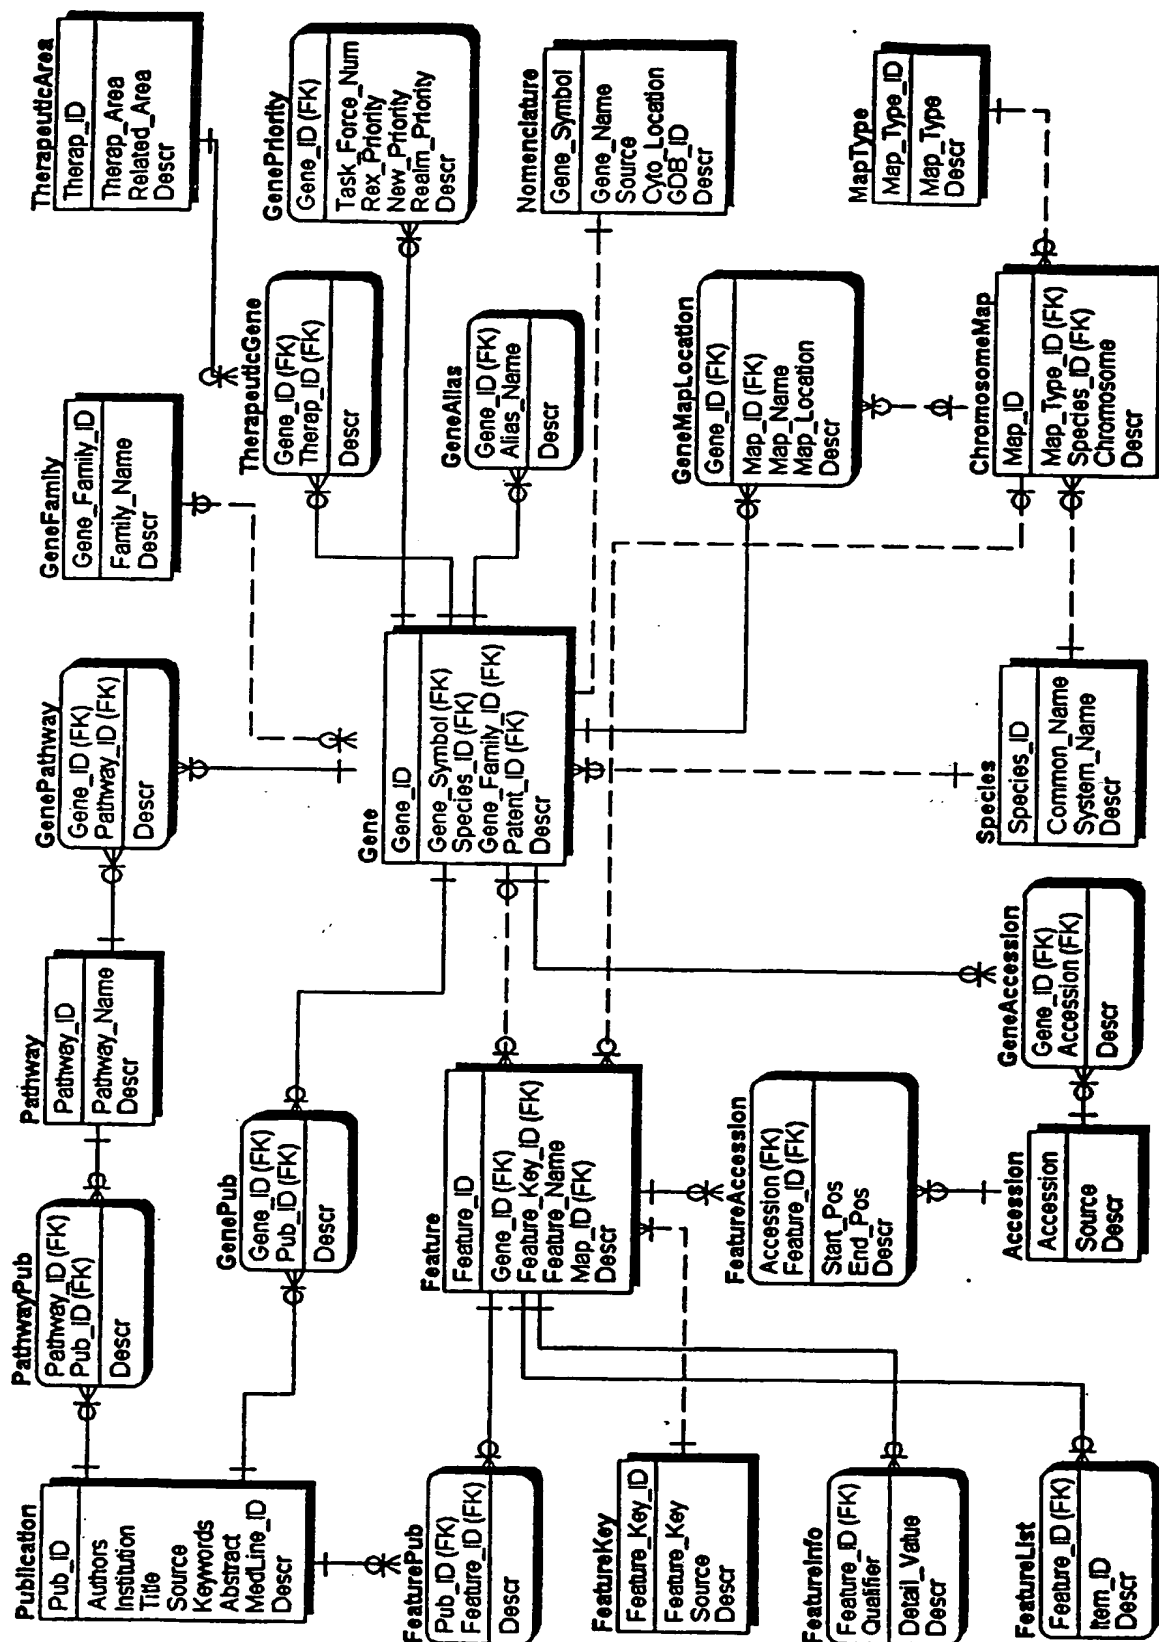 Publication
Pub_ID
Authors
Institution
Title
Source
Keywords
Abstract
MedLine_ID
Descr
PathwayPub
Pathway_ID (FK)
Pub_ID (FK)
Descr
Pathway
Pathway_ID
Pathway_Name
Descr
GenePathway
Gene_ID (FK)
Pathway_ID (FK)
Descr
GeneFamily
Gene_Family_ID
Family_Name
Descr
TherapeuticArea
Therap_ID
Therap_Area
Related_Area
Descr
GenePub
Gene_ID (FK)
Pub_ID (FK)
Descr
TherapeuticGene
Gene_ID (FK)
Therap_ID (FK)
Descr
GenePriority
Gene_ID (FK)
Task_Force_Num
Rex_Priority
New_Priority
Realm_Priority
Descr
FeaturePub
Pub_ID (FK)
Feature_ID (FK)
Descr
Feature
Feature_ID
Gene_ID (FK)
Feature_Key_ID (FK)
Feature_Name
Map_ID (FK)
Descr
Gene
Gene_ID
Gene_Symbol (FK)
Species_ID (FK)
Gene_Family_ID (FK)
Patent_ID (FK)
Descr
GeneAlias
Gene_ID (FK)
Alias_Name
Descr
Nomenclature
Gene_Symbol
Gene_Name
Source
Cyto_Location
GDB_ID
Descr
FeatureKey
Feature_Key_ID
Feature_Key
Source
Descr
FeatureAccession
Accession (FK)
Feature_ID (FK)
Start_Pos
End_Pos
Descr
GeneMapLocation
Gene_ID (FK)
Map_ID (FK)
Map_Name
Map_Location
Descr
MapType
Map_Type_ID
Map_Type
Descr
FeatureInfo
Feature_ID (FK)
Qualifier
Detail_Value
Descr
FeatureList
Feature_ID (FK)
Item_ID
Descr
Accession
Accession
Source
Descr
GeneAccession
Gene_ID (FK)
Accession (FK)
Descr
Species
Species_ID
Common_Name
System_Name
Descr
ChromosomeMap
Map_ID
Map_Type_ID (FK)
Species_ID (FK)
Chromosome
Descr